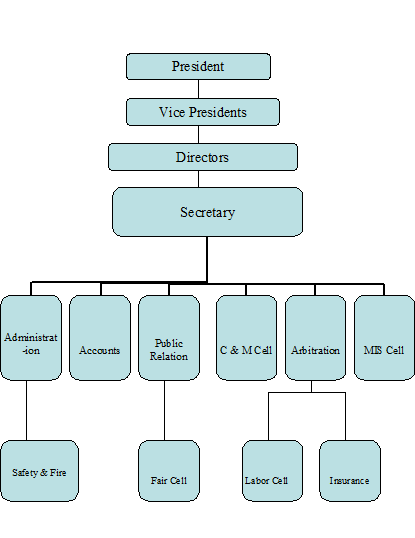 President
Vice Presidents
Directors
Secretary
Administrat
-ion
Accounts
Public
Relation
C & M Cell
Arbitration
MIS Cell
Safety & Fire
Fair Cell
Labor Cell
Insurance